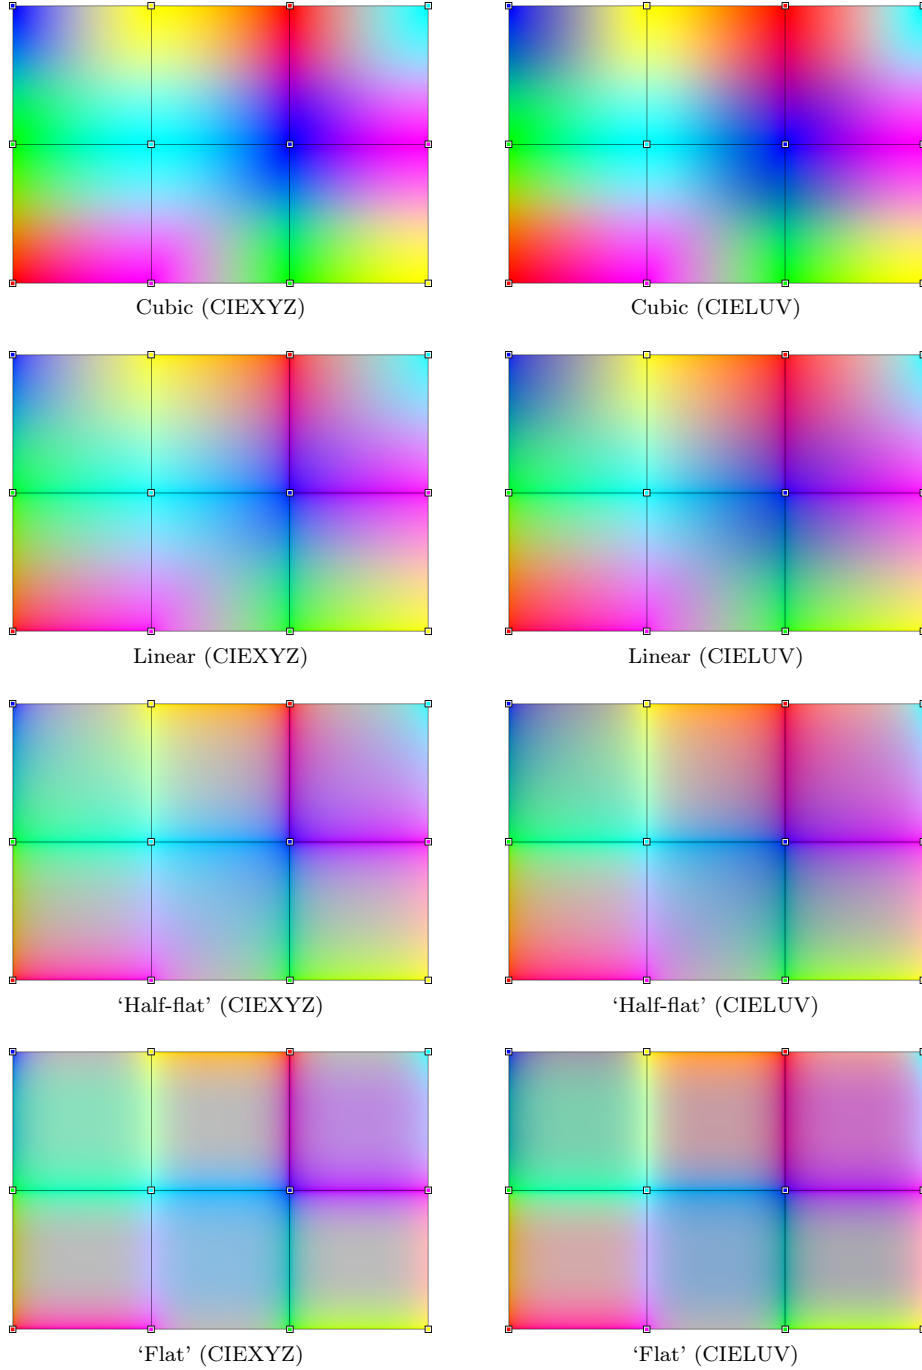 Cubic (CIEXYZ)
Cubic (CIELUV)
Linear (CIEXYZ)
Linear (CIELUV)
‘Half-flat’ (CIEXYZ)
‘Half-flat’ (CIELUV)
‘Flat’ (CIEXYZ)
‘Flat’ (CIELUV)